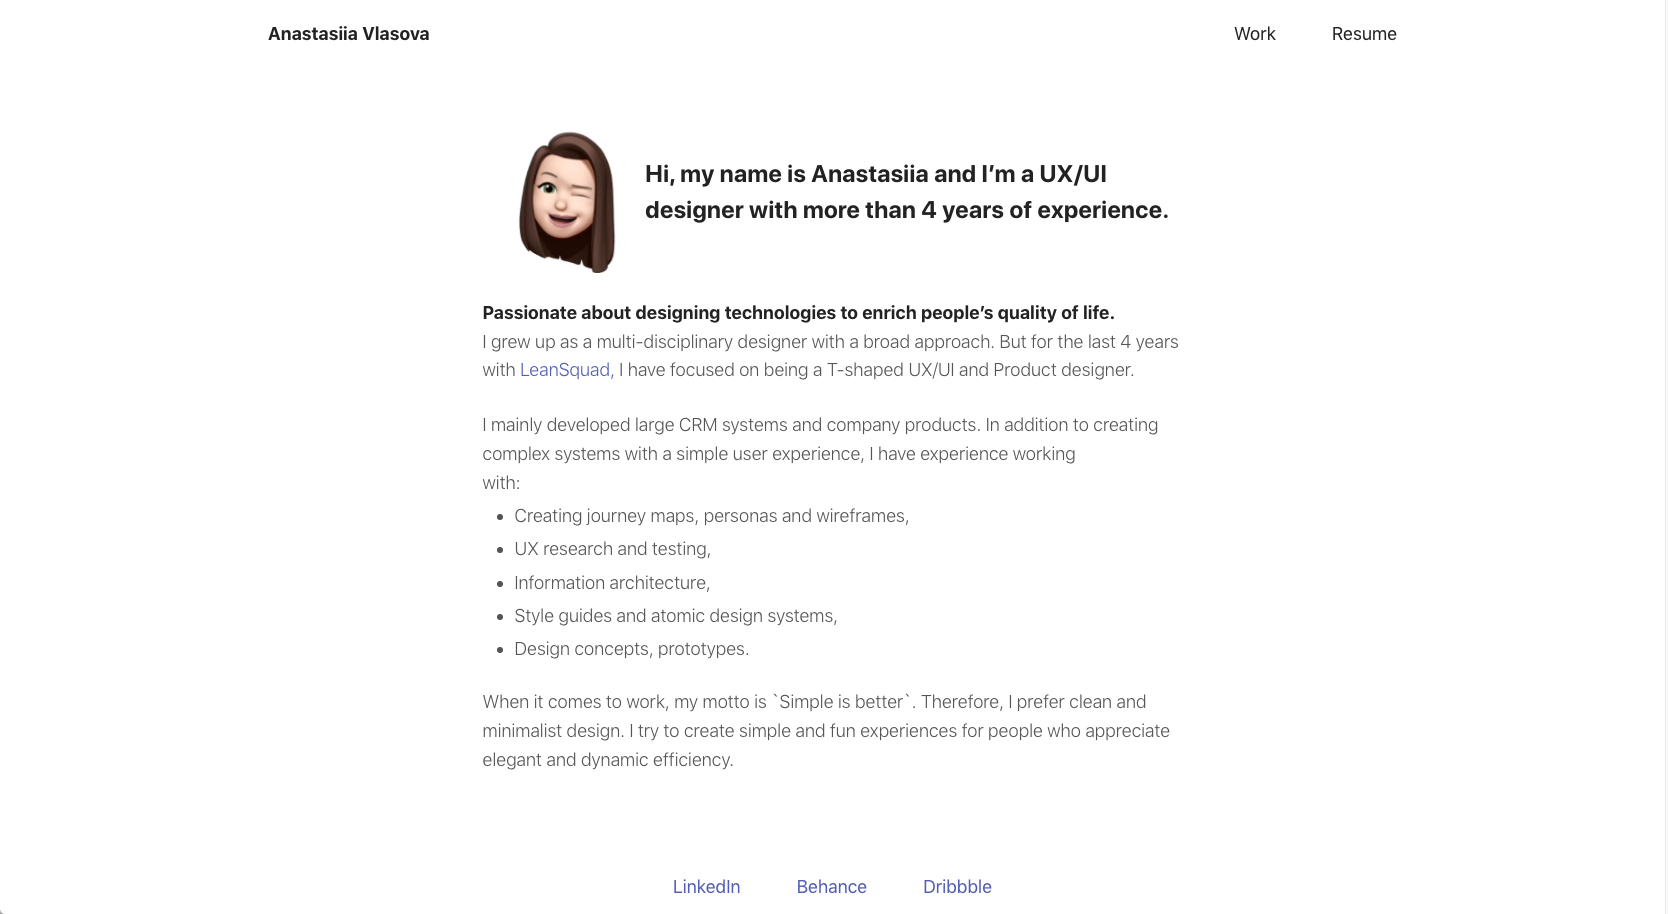 Anastasiia Vlasova
Work
Resume
Hi, my name is Anastasiia and I’m a UX/UI
designer with more than 4 years of experience.
Passionate about designing technologies to enrich people’s quality of life.
I grew up as a multi-disciplinary designer with a broad approach. But for the last 4 years
with LeanSquad, I have focused on being a T-shaped UX/UI and Product designer.
I mainly developed large CRM systems and company products. In addition to creating
complex systems with a simple user experience, I have experience working
with:
• Creating journey maps, personas and wireframes,
• UX research and testing,
• Information architecture,
• Style guides and atomic design systems,
• Design concepts, prototypes.
When it comes to work, my motto is `Simple is better`. Therefore, I prefer clean and
minimalist design. I try to create simple and fun experiences for people who appreciate
elegant and dynamic efficiency.
LinkedIn
Behance
Dribbble